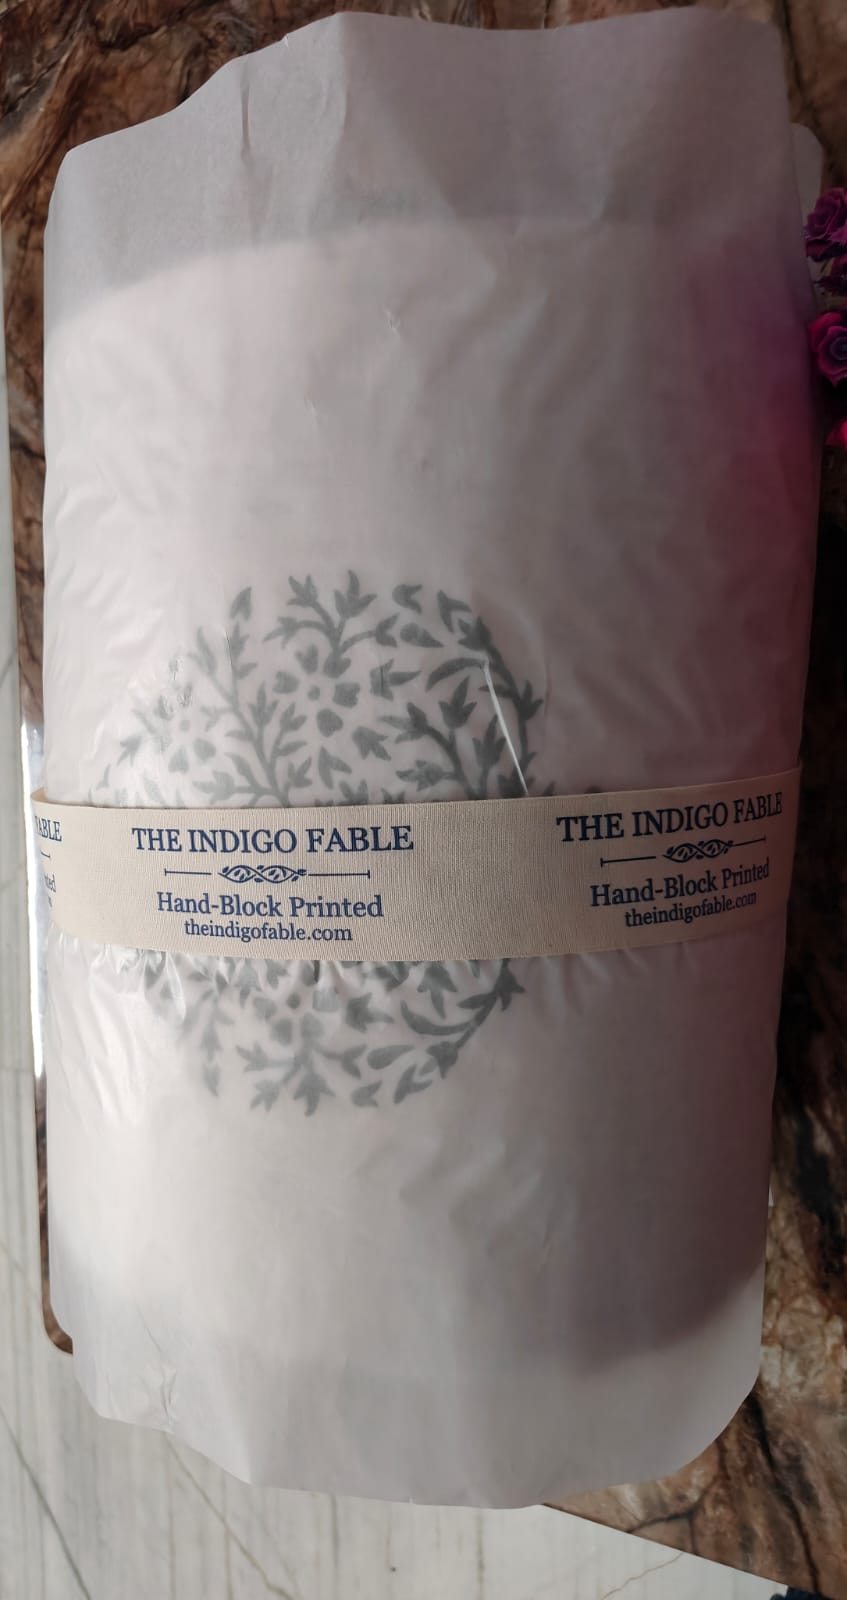 THE INDIGO FABLE
Hand-Block Printed
theindigofable.com
THE INDIGO FABLE
Hand-Block Printed
theindigofable.com